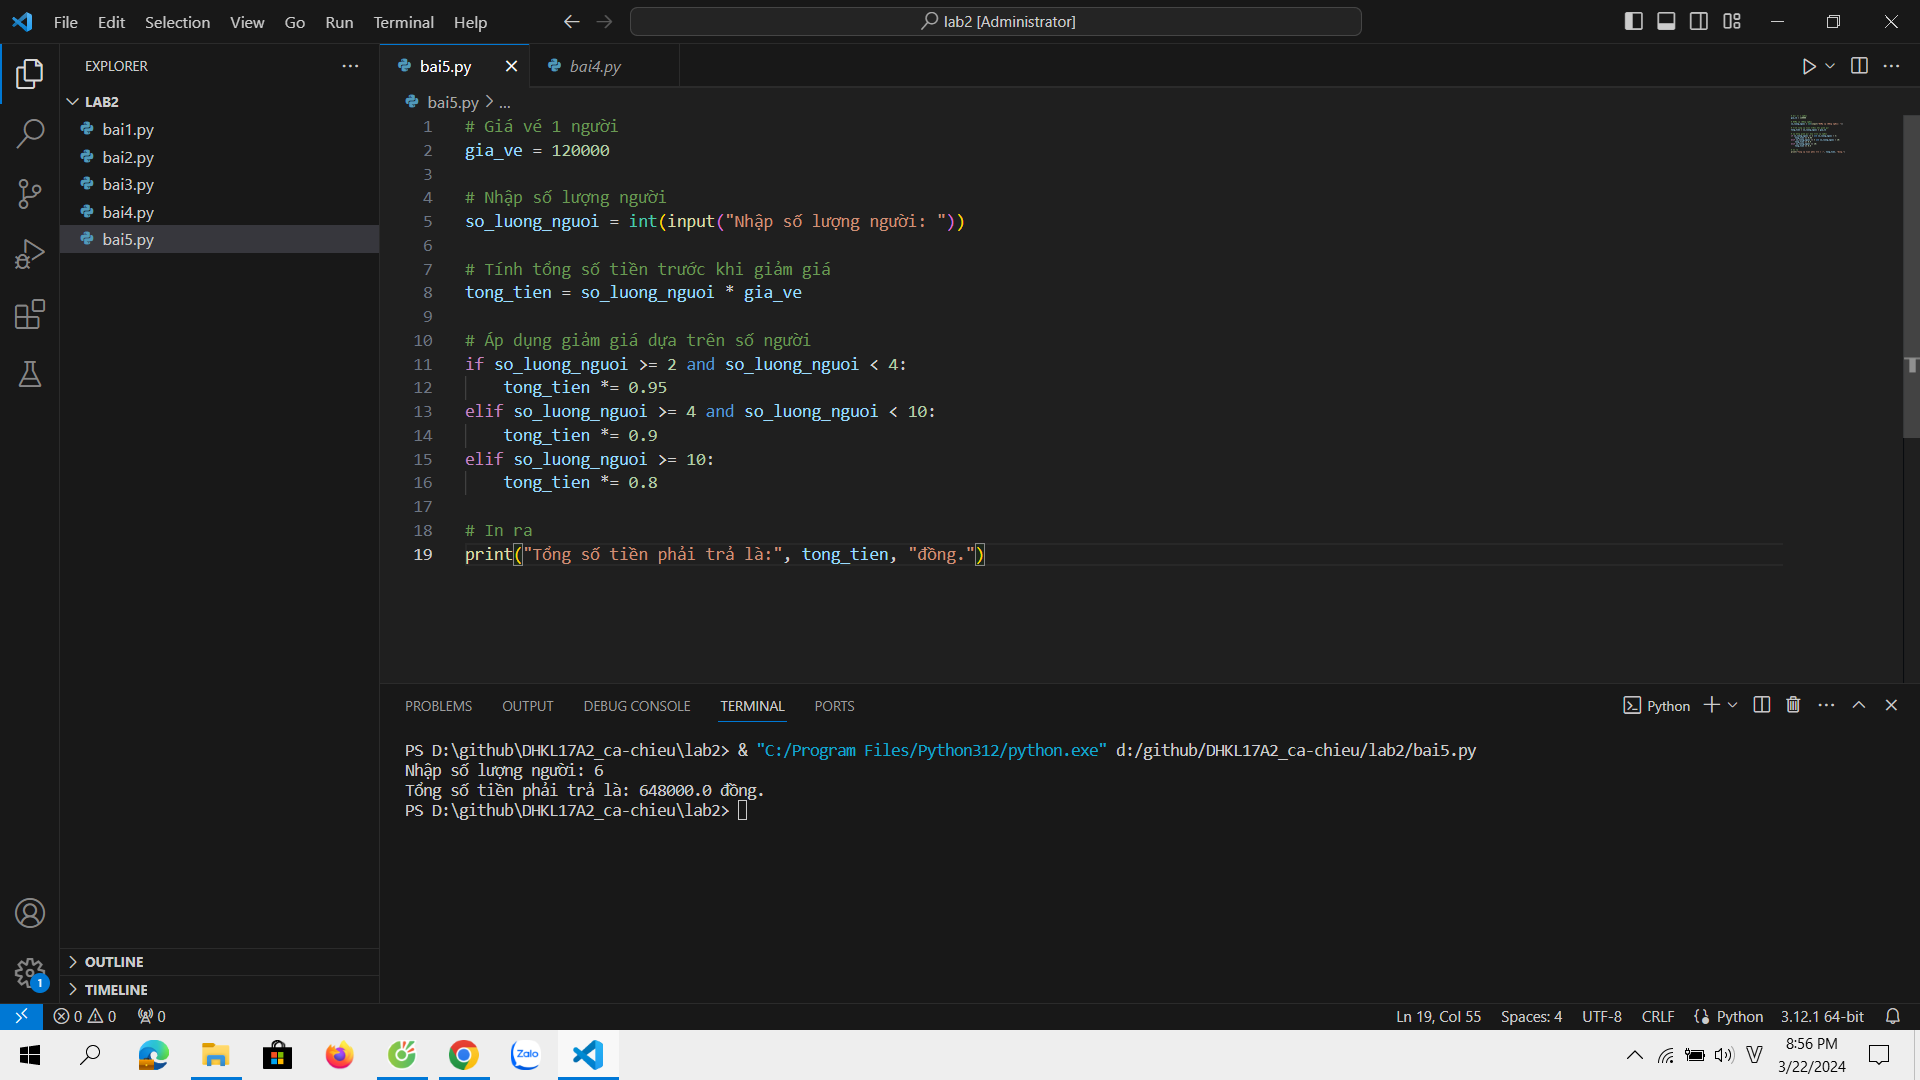 File Edit Selection View Go Run Terminal Help
lab2 [Administrator]
EXPLORER
LAB2
bai1.py
bai2.py
bai3.py
bai4.py
bai5.py
OUTLINE
TIMELINE
bai5.py
bai4.py
bai5.py > ...
1 # Giá vé 1 người
2 gia_ve = 120000
3
4 # Nhập số lượng người
5 so_luong_nguoi = int(input("Nhập số lượng người: "))
6
7 # Tính tổng số tiền trước khi giảm giá
8 tong_tien = so_luong_nguoi * gia_ve
9
10 # Áp dụng giảm giá dựa trên số người
11 if so_luong_nguoi >= 2 and so_luong_nguoi < 4:
12     tong_tien *= 0.95
13 elif so_luong_nguoi >= 4 and so_luong_nguoi < 10:
14     tong_tien *= 0.9
15 elif so_luong_nguoi >= 10:
16     tong_tien *= 0.8
17
18 # In ra
19 print("Tổng số tiền phải trả là:", tong_tien, "đồng.")
PROBLEMS OUTPUT DEBUG CONSOLE TERMINAL PORTS
Python
PS D:\github\DHKL17A2_ca-chieu\lab2> & "C:/Program Files/Python312/python.exe" d:/github/DHKL17A2_ca-chieu/lab2/bai5.py
Nhập số lượng người: 6
Tổng số tiền phải trả là: 648000.0 đồng.
PS D:\github\DHKL17A2_ca-chieu\lab2>
1
0 0 0
Ln 19, Col 55 Spaces: 4 UTF-8 CRLF Python 3.12.1 64-bit
Zalo
V
8:56 PM
3/22/2024